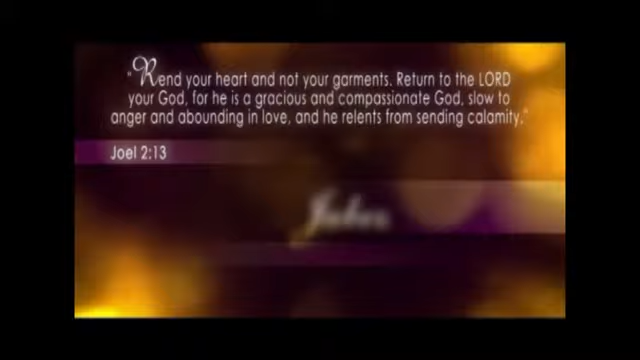 "Rend your heart and not your garments. Return to the LORD
your God, for he is a gracious and compassionate God, slow to
anger and abounding in love, and he relents from sending calamity."
Joel 2:13